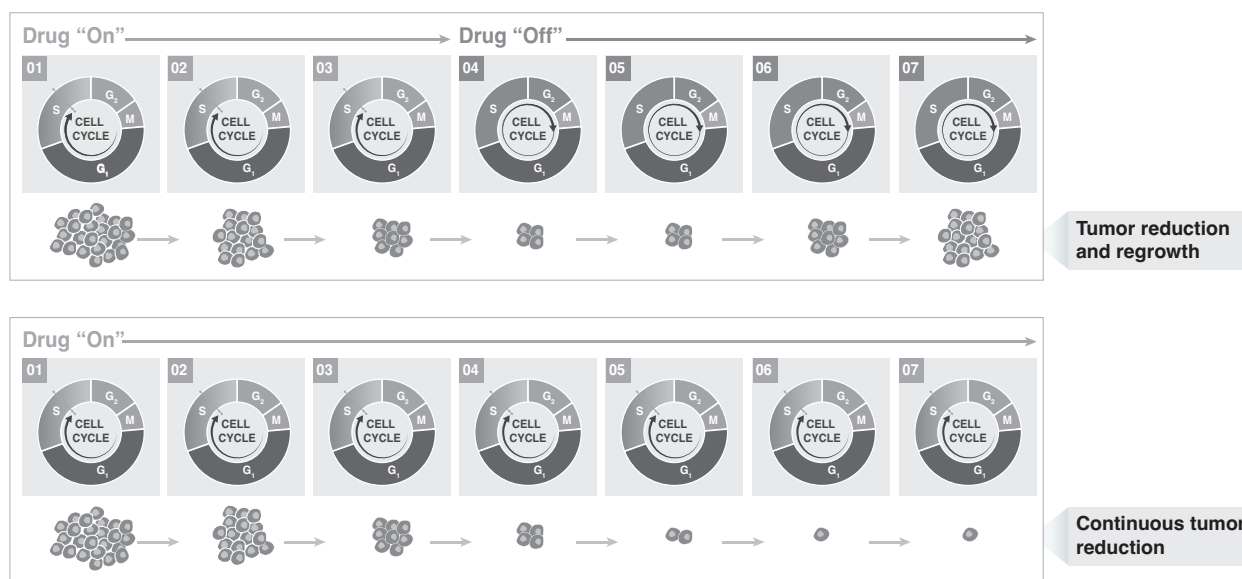 Drug “On”
Drug “Off”
01
02
03
04
05
06
07
S G₂ M G₁ CELL CYCLE
S G₂ M G₁ CELL CYCLE
S G₂ M G₁ CELL CYCLE
S G₂ M G₁ CELL CYCLE
S G₂ M G₁ CELL CYCLE
S G₂ M G₁ CELL CYCLE
S G₂ M G₁ CELL CYCLE
Tumor reduction
and regrowth
Drug “On”
01
02
03
04
05
06
07
S G₂ M G₁ CELL CYCLE
S G₂ M G₁ CELL CYCLE
S G₂ M G₁ CELL CYCLE
S G₂ M G₁ CELL CYCLE
S G₂ M G₁ CELL CYCLE
S G₂ M G₁ CELL CYCLE
S G₂ M G₁ CELL CYCLE
Continuous tumor
reduction